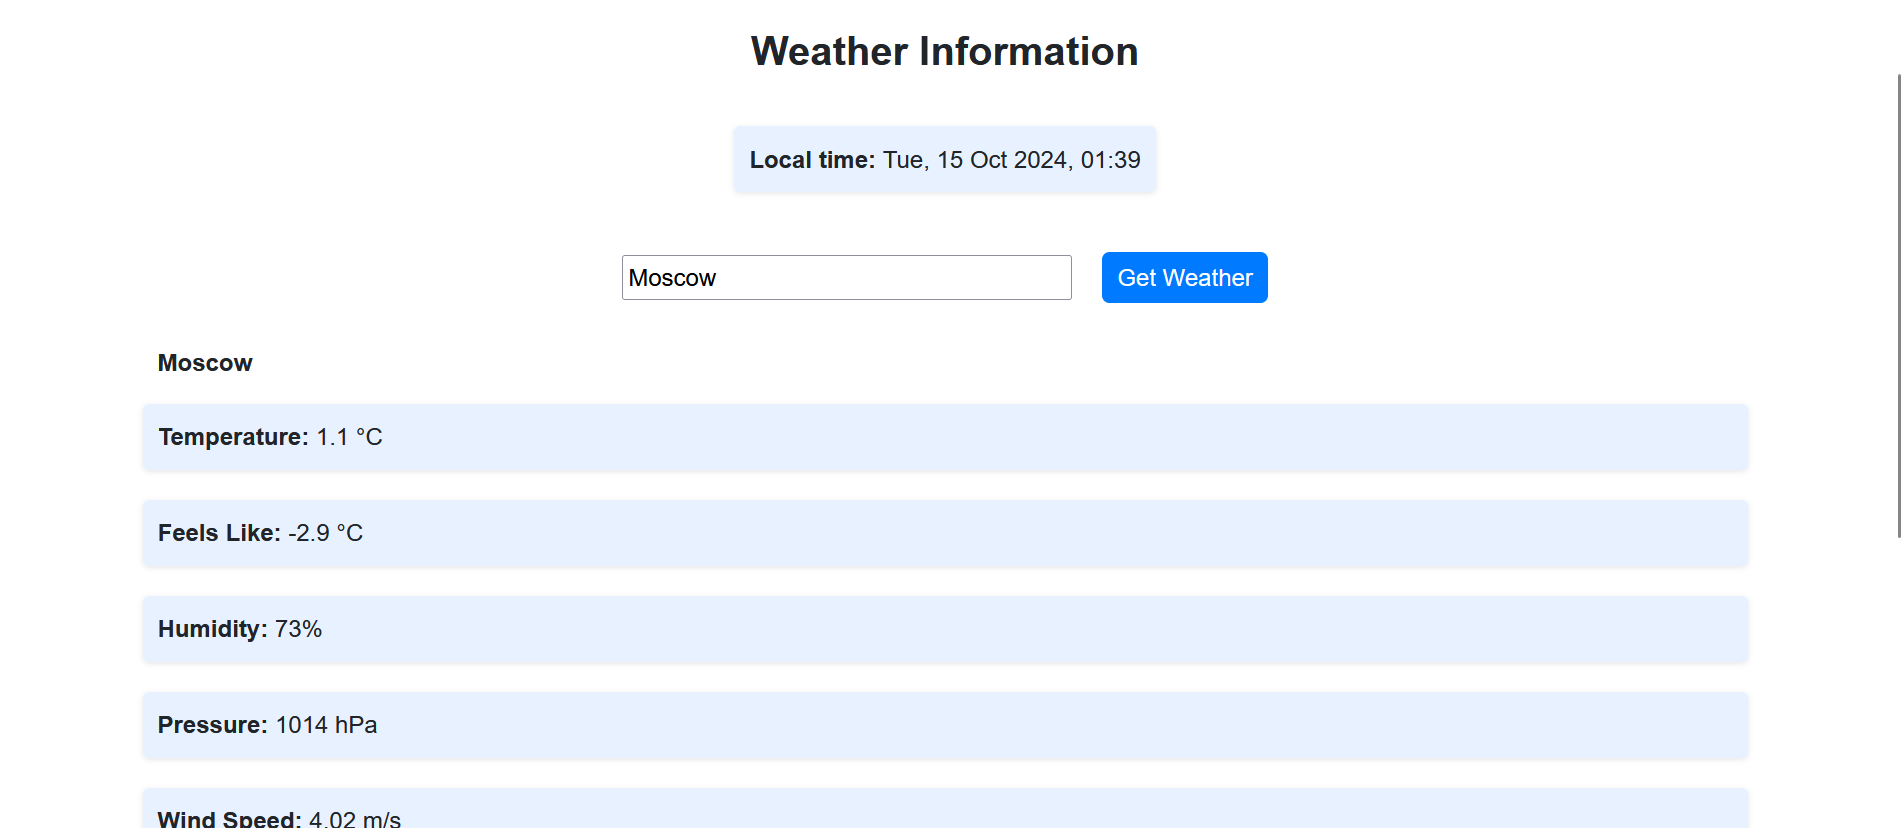 Weather Information
Local time: Tue, 15 Oct 2024, 01:39
Moscow Get Weather
Moscow
Temperature: 1.1 °C
Feels Like: -2.9 °C
Humidity: 73%
Pressure: 1014 hPa
Wind Speed: 4.02 m/s